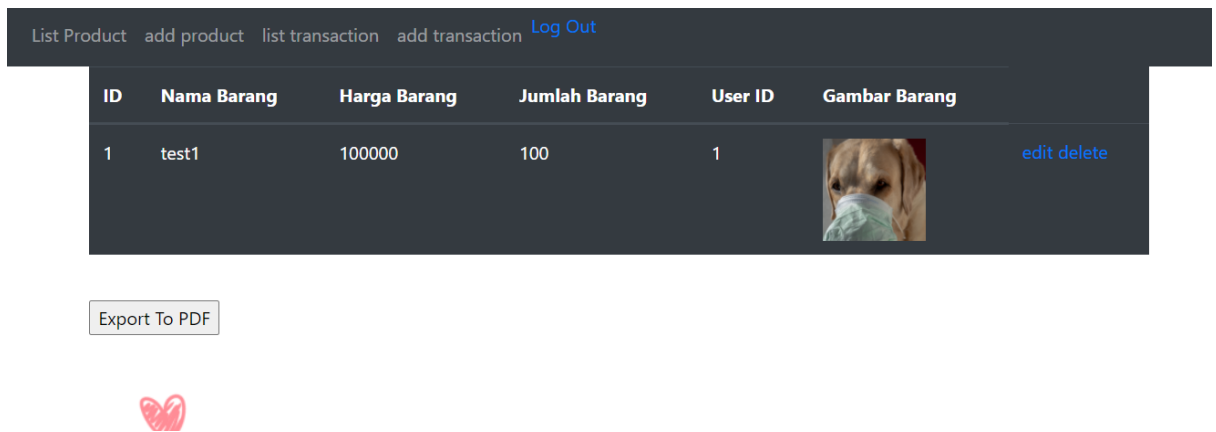 List Product add product list transaction add transaction Log Out
ID Nama Barang Harga Barang Jumlah Barang User ID Gambar Barang
1 test1 100000 100 1 edit delete
Export To PDF